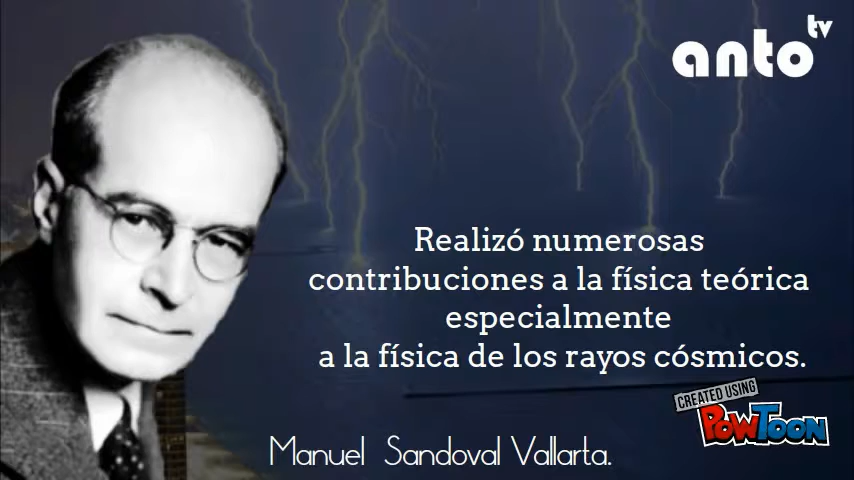 anto tv
Realizó numerosas
contribuciones a la física teórica
especialmente
a la física de los rayos cósmicos.
CREATED USING
POWTOON
Manuel Sandoval Vallarta.